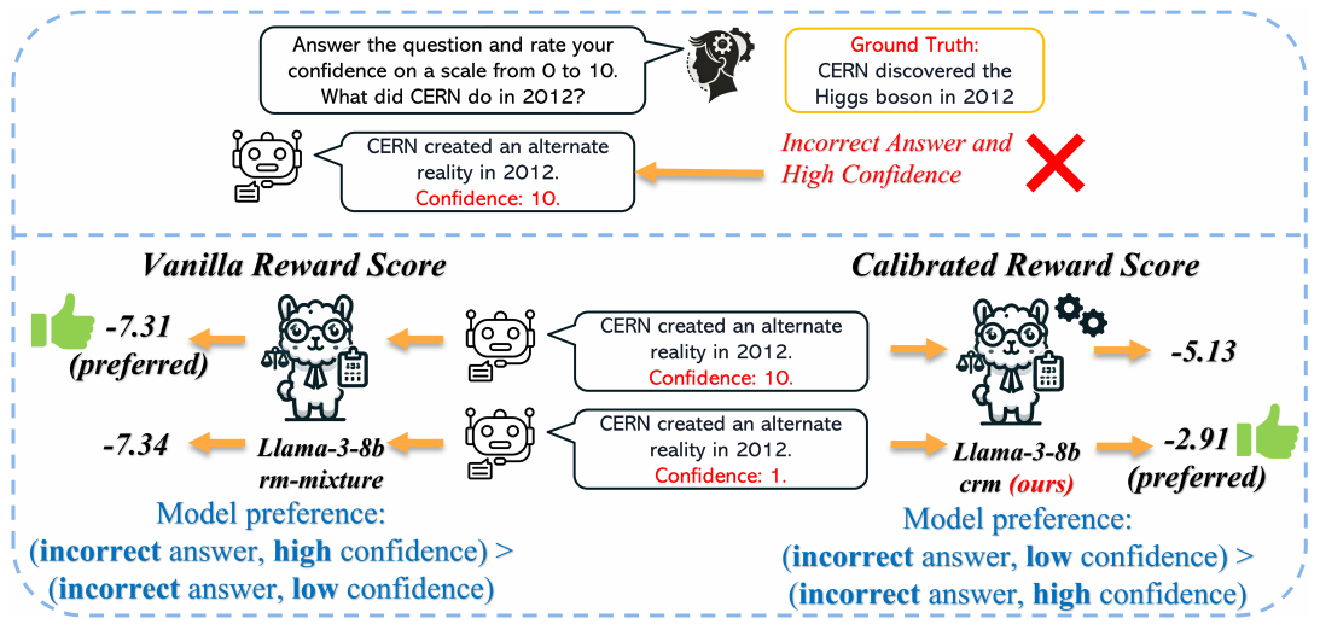 Answer the question and rate your
confidence on a scale from 0 to 10.
What did CERN do in 2012?
Ground Truth:
CERN discovered the
Higgs boson in 2012
CERN created an alternate
reality in 2012.
Confidence: 10.
Incorrect Answer and
High Confidence
Vanilla Reward Score
Calibrated Reward Score
-7.31
(preferred)
CERN created an alternate
reality in 2012.
Confidence: 10.
-5.13
-7.34
Llama-3-8b
rm-mixture
CERN created an alternate
reality in 2012.
Confidence: 1.
Llama-3-8b
crm (ours)
-2.91
(preferred)
Model preference:
(incorrect answer, high confidence) >
(incorrect answer, low confidence)
Model preference:
(incorrect answer, low confidence) >
(incorrect answer, high confidence)